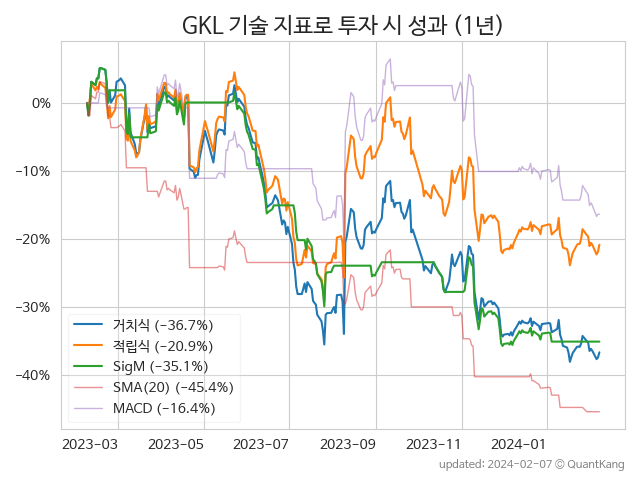 GKL 기술 지표로 투자 시 성과 (1년)
0%
−10%
−20%
−30%
−40%
거치식 (−36.7%)
적립식 (−20.9%)
SigM (−35.1%)
SMA(20) (−45.4%)
MACD (−16.4%)
2023-03 2023-05 2023-07 2023-09 2023-11 2024-01
updated: 2024-02-07 © QuantKang